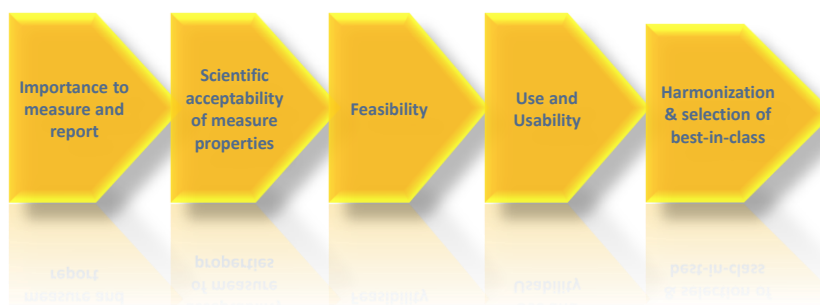 Importance to
measure and
report
Scientific
acceptability
of measure
properties
Feasibility
Use and
Usability
Harmonization
& selection of
best-in-class